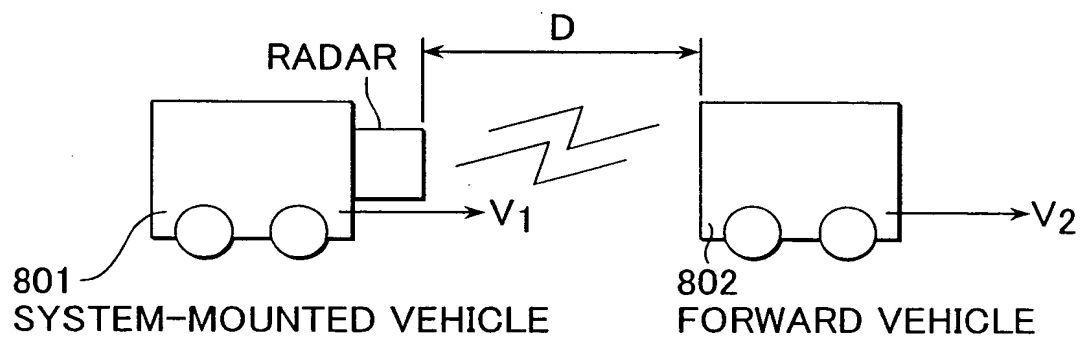 D
RADAR
V1
V2
801
SYSTEM-MOUNTED VEHICLE
802
FORWARD VEHICLE